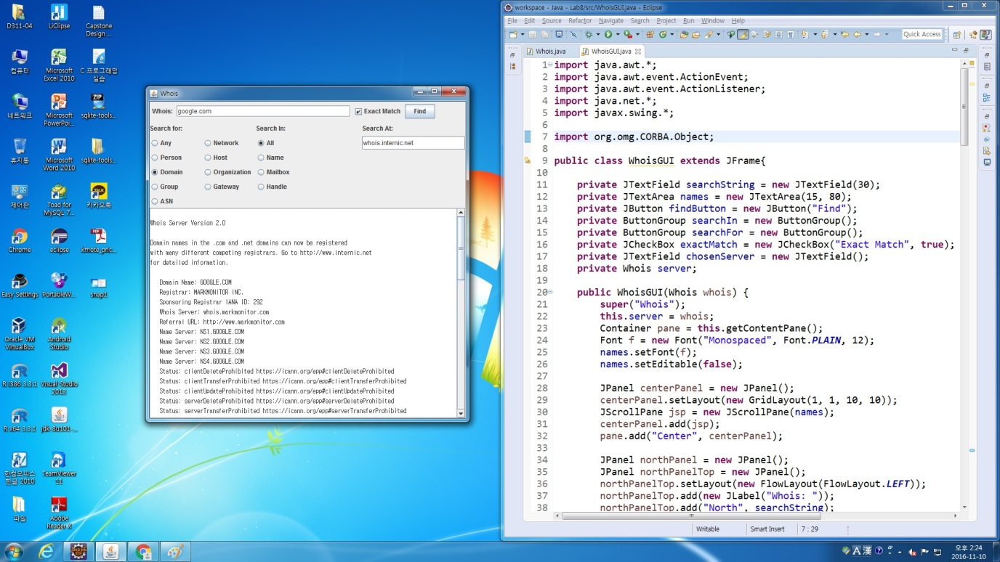 D311-04
LiClipse
Capstone Design ...
컴퓨터
Microsoft Excel 2010
C 프로그래밍 실습
네트워크
Microsoft PowerPoi...
sqlite-tools...
휴지통
Microsoft Word 2010
sqlite-tools...
제어판
Toad for MySQL 7...
카카오톡
Chrome
eclipse
kmote_pric...
Easy Settings
PortableW...
snap1
Oracle VM VirtualBox
Android Studio
R i386 3.3.1
Visual Studio 2013
R x64 3.3.1
jdk-8u101-...
한컴오피스 한글 2010
TeamViewer 11
파일
Adobe Reader X
Whois
Whois: google.com Exact Match Find
Search for: Search In: Search At:
Any Network All whois.internic.net
Person Host Name
Domain Organization Mailbox
Group Gateway Handle
ASN
Whois Server Version 2.0
Domain names in the .com and .net domains can now be registered
with many different competing registrars. Go to http://www.internic.net
for detailed information.
Domain Name: GOOGLE.COM
Registrar: MARKMONITOR INC.
Sponsoring Registrar IANA ID: 292
Whois Server: whois.markmonitor.com
Referral URL: http://www.markmonitor.com
Name Server: NS1.GOOGLE.COM
Name Server: NS2.GOOGLE.COM
Name Server: NS3.GOOGLE.COM
Name Server: NS4.GOOGLE.COM
Status: clientDeleteProhibited https://icann.org/epp#clientDeleteProhibited
Status: clientTransferProhibited https://icann.org/epp#clientTransferProhibited
Status: clientUpdateProhibited https://icann.org/epp#clientUpdateProhibited
Status: serverDeleteProhibited https://icann.org/epp#serverDeleteProhibited
Status: serverTransferProhibited https://icann.org/epp#serverTransferProhibited
workspace - Java - Lab8/src/WhoisGUI.java - Eclipse
File Edit Source Refactor Navigate Search Project Run Window Help
Quick Access
Whois.java WhoisGUI.java
1 import java.awt.*;
2 import java.awt.event.ActionEvent;
3 import java.awt.event.ActionListener;
4 import java.net.*;
5 import javax.swing.*;
6
7 import org.omg.CORBA.Object;
8
9 public class WhoisGUI extends JFrame{
10
11 private JTextField searchString = new JTextField(30);
12 private JTextArea names = new JTextArea(15, 80);
13 private JButton findButton = new JButton("Find");
14 private ButtonGroup searchIn = new ButtonGroup();
15 private ButtonGroup searchFor = new ButtonGroup();
16 private JCheckBox exactMatch = new JCheckBox("Exact Match", true);
17 private JTextField chosenServer = new JTextField();
18 private Whois server;
19
20 public WhoisGUI(Whois whois) {
21 super("Whois");
22 this.server = whois;
23 Container pane = this.getContentPane();
24 Font f = new Font("Monospaced", Font.PLAIN, 12);
25 names.setFont(f);
26 names.setEditable(false);
27
28 JPanel centerPanel = new JPanel();
29 centerPanel.setLayout(new GridLayout(1, 1, 10, 10));
30 JScrollPane jsp = new JScrollPane(names);
31 centerPanel.add(jsp);
32 pane.add("Center", centerPanel);
33
34 JPanel northPanel = new JPanel();
35 JPanel northPanelTop = new JPanel();
36 northPanelTop.setLayout(new FlowLayout(FlowLayout.LEFT));
37 northPanelTop.add(new JLabel("Whois: "));
38 northPanelTop.add("North", searchString);
Writable Smart Insert 7 : 29
A 漢
오후 2:24
2016-11-10